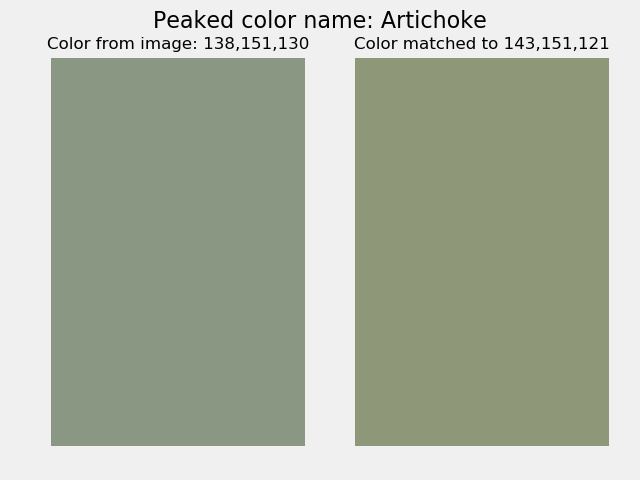 Peaked color name: Artichoke
Color from image: 138,151,130
Color matched to 143,151,121